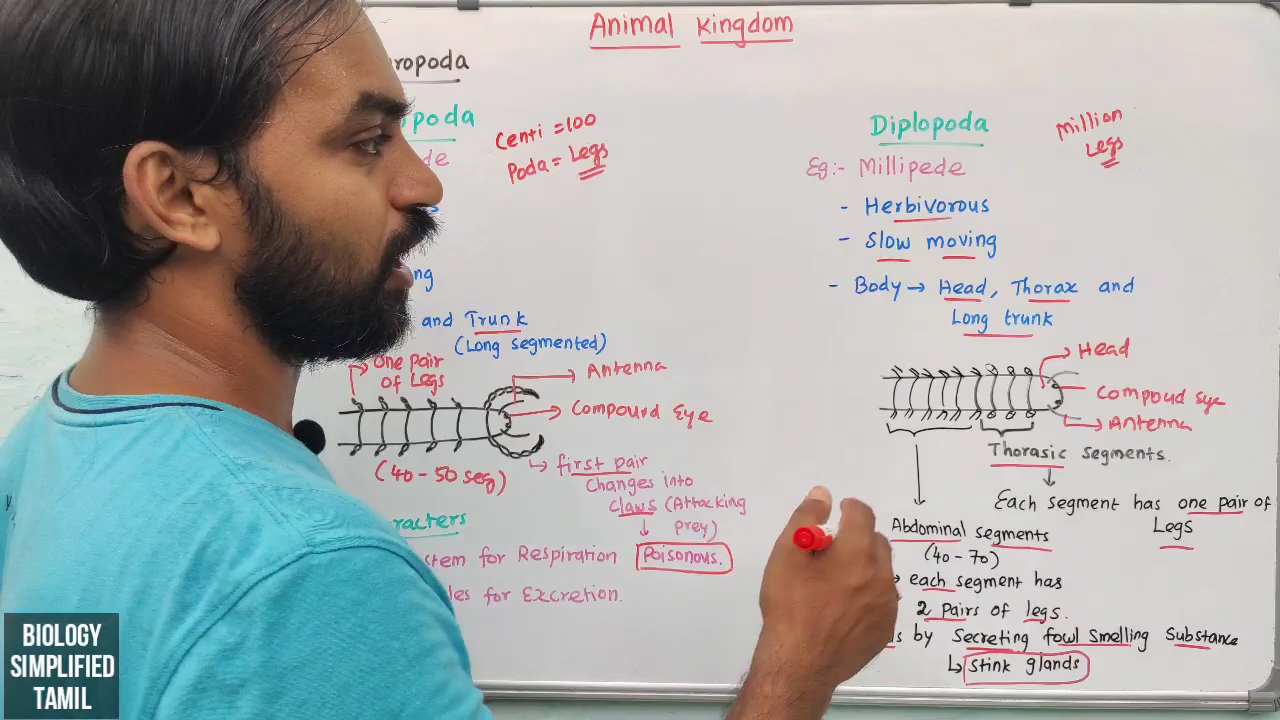 Animal Kingdom
ropoda
poda
de
Centi = 100
Poda = Legs
ng
and Trunk
(Long segmented)
One pair
of Legs
Antenna
Compourd Eye
(40 - 50 seg)
first pair
Changes into
Claws (Attacking
prey)
Poisonous.
racters
stem for Respiration
les for Excretion.
Diplopoda
Million
Legs
Eg:- Millipede
- Herbivorous
- Slow moving
- Body → Head, Thorax and
Long trunk
Head
Compoud Eye
Antenna
Thorasic segments.
Each segment has one pair of
Legs
Abdominal segments
(40 - 70)
each segment has
2 Pairs of legs.
by Secreting fowl smelling Substance
Stink glands
BIOLOGY
SIMPLIFIED
TAMIL